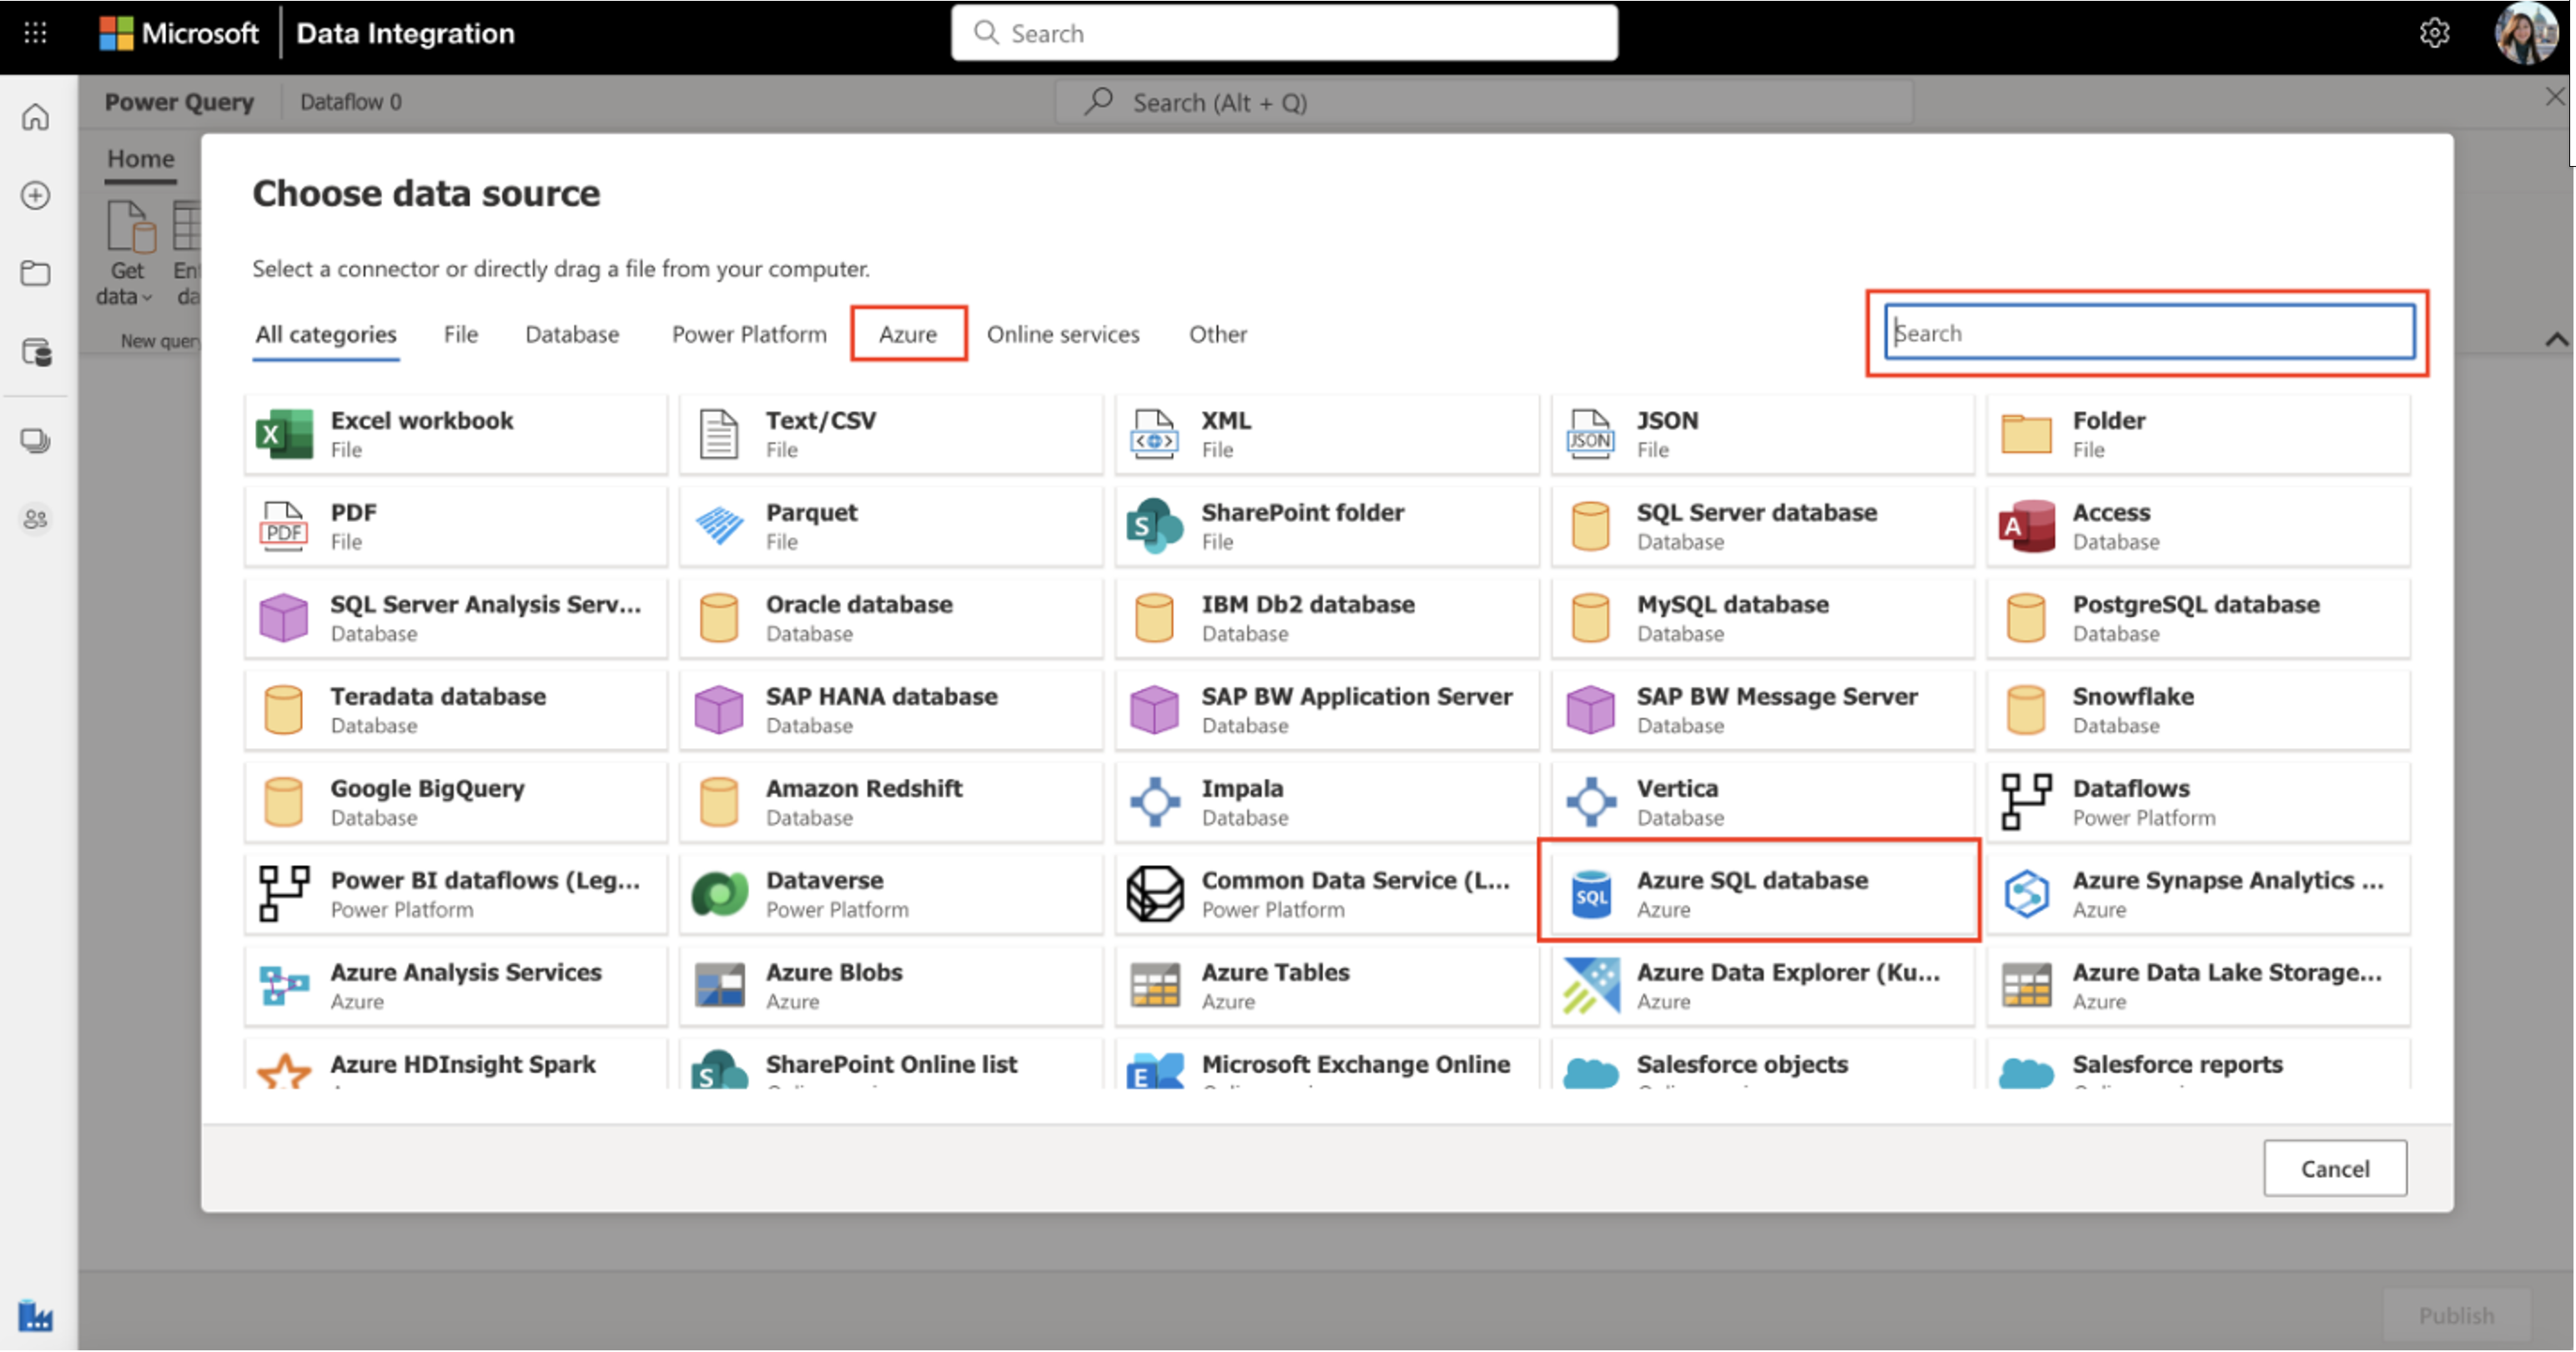 Microsoft Data Integration
Search
Power Query Dataflow 0
Search (Alt + Q)
Home
Get data
New query
Choose data source
Select a connector or directly drag a file from your computer.
All categories File Database Power Platform Azure Online services Other
Search
Excel workbook
File
Text/CSV
File
XML
File
JSON
JSON
File
Folder
File
PDF
PDF
File
Parquet
File
S
SharePoint folder
File
SQL Server database
Database
A
Access
Database
SQL Server Analysis Serv...
Database
Oracle database
Database
IBM Db2 database
Database
MySQL database
Database
PostgreSQL database
Database
Teradata database
Database
SAP HANA database
Database
SAP BW Application Server
Database
SAP BW Message Server
Database
Snowflake
Database
Google BigQuery
Database
Amazon Redshift
Database
Impala
Database
Vertica
Database
Dataflows
Power Platform
Power BI dataflows (Leg...
Power Platform
Dataverse
Power Platform
Common Data Service (L...
Power Platform
SQL
Azure SQL database
Azure
Azure Synapse Analytics ...
Azure
Azure Analysis Services
Azure
Azure Blobs
Azure
Azure Tables
Azure
Azure Data Explorer (Ku...
Azure
Azure Data Lake Storage...
Azure
Azure HDInsight Spark
S
SharePoint Online list
E
Microsoft Exchange Online
Salesforce objects
Salesforce reports
Cancel
Publish